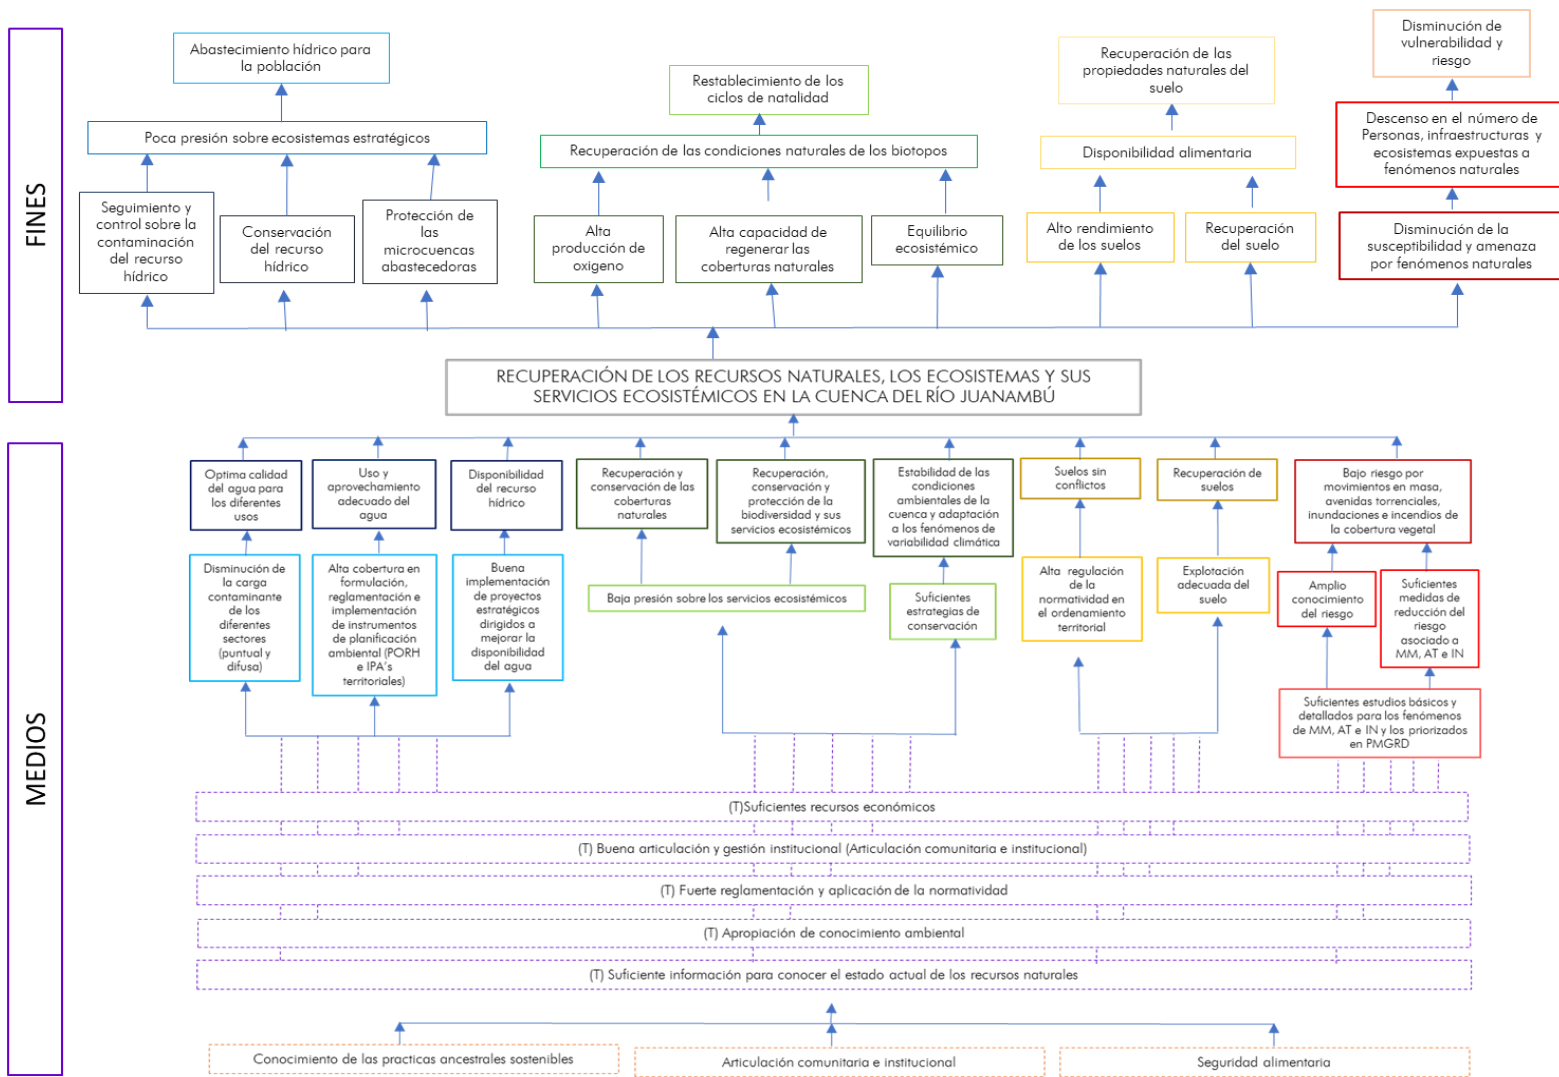 FINES
Abastecimiento hídrico para
la población
Poca presión sobre ecosistemas estratégicos
Seguimiento y
control sobre la
contaminación
del recurso
hídrico
Conservación
del recurso
hídrico
Protección de
las
microcuencas
abastecedoras
Restablecimiento de los
ciclos de natalidad
Recuperación de las condiciones naturales de los biotopos
Alta
producción de
oxigeno
Alta capacidad de
regenerar las
coberturas naturales
Equilibrio
ecosistémico
Recuperación de las
propiedades naturales del
suelo
Disponibilidad alimentaria
Alto rendimiento
de los suelos
Recuperación
del suelo
Disminución de
vulnerabilidad y
riesgo
Descenso en el número de
Personas, infraestructuras y
ecosistemas expuestas a
fenómenos naturales
Disminución de la
susceptibilidad y amenaza
por fenómenos naturales
RECUPERACIÓN DE LOS RECURSOS NATURALES, LOS ECOSISTEMAS Y SUS
SERVICIOS ECOSISTÉMICOS EN LA CUENCA DEL RÍO JUANAMBÚ
MEDIOS
Optima calidad
del agua para
los diferentes
usos
Uso y
aprovechamiento
adecuado del
agua
Disponibilidad
del recurso
hídrico
Recuperación y
conservación de las
coberturas
naturales
Recuperación,
conservación y
protección de la
biodiversidad y sus
servicios ecosistémicos
Estabilidad de las
condiciones
ambientales de la
cuenca y adaptación
a los fenómenos de
variabilidad climática
Suelos sin
conflictos
Recuperación de
suelos
Bajo riesgo por
movimientos en masa,
avenidas torrenciales,
inundaciones e incendios de
la cobertura vegetal
Disminución de
la carga
contaminante
de los
diferentes
sectores
(puntual y
difusa)
Alta cobertura en
formulación,
reglamentación e
implementación
de instrumentos
de planificación
ambiental (PORH
e IPA's
territoriales)
Buena
implementación
de proyectos
estratégicos
dirigidos a
mejorar la
disponibilidad
del agua
Baja presión sobre los servicios ecosistémicos
Suficientes
estrategias de
conservación
Alta regulación
de la
normatividad en
el ordenamiento
territorial
Explotación
adecuada del
suelo
Amplio
conocimiento
del riesgo
Suficientes
medidas de
reducción del
riesgo
asociado a
MM, AT e IN
Suficientes estudios básicos y
detallados para los fenómenos
de MM, AT e IN y los priorizados
en PMGRD
(T)Suficientes recursos económicos
(T) Buena articulación y gestión institucional (Articulación comunitaria e institucional)
(T) Fuerte reglamentación y aplicación de la normatividad
(T) Apropiación de conocimiento ambiental
(T) Suficiente información para conocer el estado actual de los recursos naturales
Conocimiento de las practicas ancestrales sostenibles
Articulación comunitaria e institucional
Seguridad alimentaria